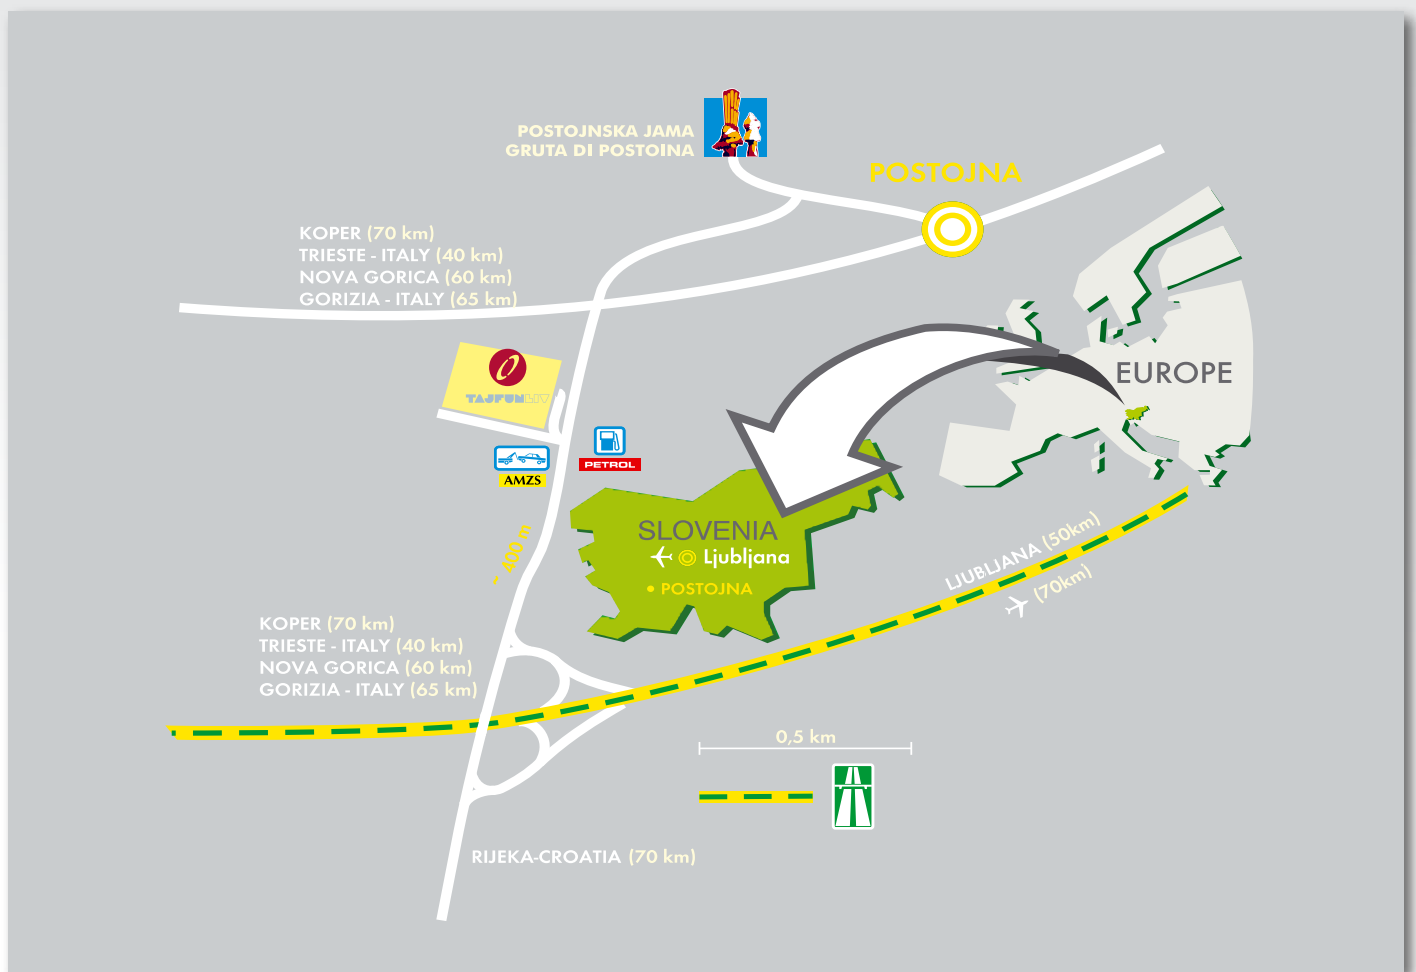 POSTOJNSKA JAMA
GRUTA DI POSTOINA
POSTOJNA
KOPER (70 km)
TRIESTE - ITALY (40 km)
NOVA GORICA (60 km)
GORIZIA - ITALY (65 km)
EUROPE
TAJFUN LIV
PETROL
AMZS
SLOVENIA
Ljubljana
POSTOJNA
~ 400 m
LJUBLJANA (50km)
(70km)
KOPER (70 km)
TRIESTE - ITALY (40 km)
NOVA GORICA (60 km)
GORIZIA - ITALY (65 km)
0,5 km
RIJEKA-CROATIA (70 km)